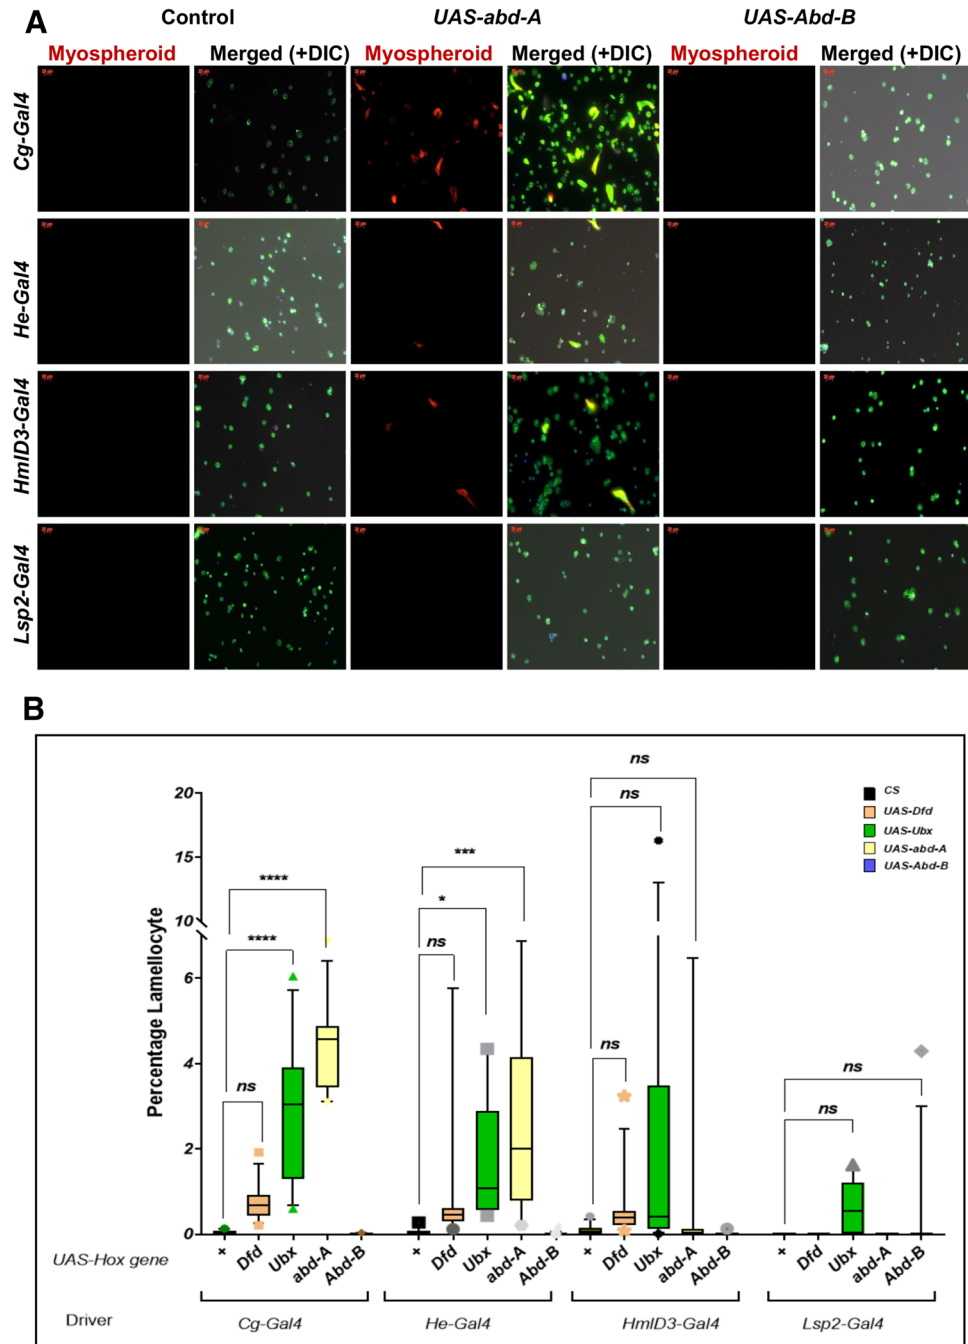 A
Control UAS-abd-A UAS-Abd-B
Myospheroid Merged (+DIC) Myospheroid Merged (+DIC) Myospheroid Merged (+DIC)
Cg-Gal4
He-Gal4
HmlD3-Gal4
Lsp2-Gal4
B
CS
UAS-Dfd
UAS-Ubx
UAS-abd-A
UAS-Abd-B
Percentage Lamellocyte
20
15
10
6
4
2
0
**** **** ns
*** * ns
ns ns ns
ns ns
UAS-Hox gene
+ Dfd Ubx abd-A Abd-B + Dfd Ubx abd-A Abd-B + Dfd Ubx abd-A Abd-B + Dfd Ubx abd-A Abd-B
Driver Cg-Gal4 He-Gal4 HmlD3-Gal4 Lsp2-Gal4